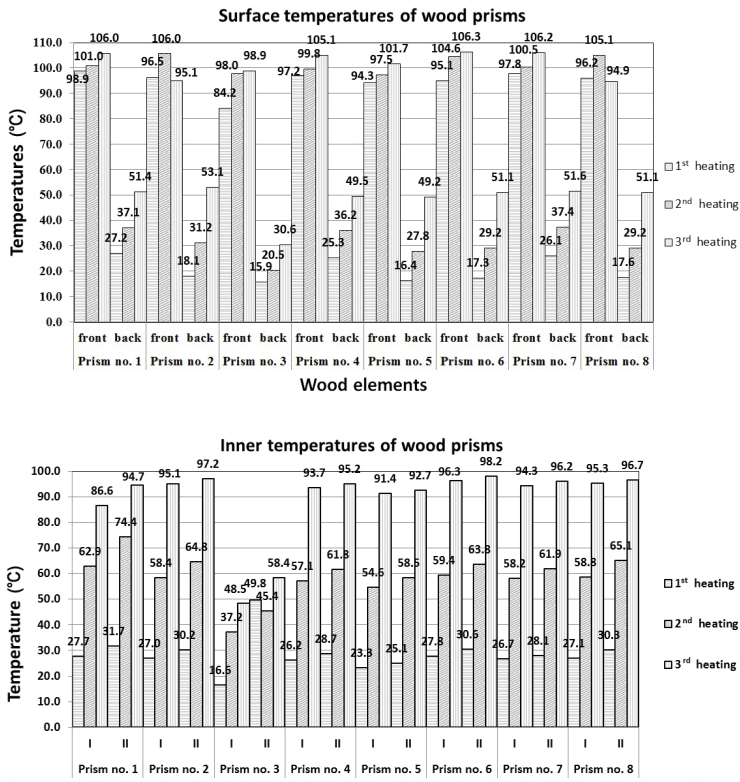 Surface temperatures of wood prisms
Temperatures (°C)
110.0
100.0
90.0
80.0
70.0
60.0
50.0
40.0
30.0
20.0
10.0
0.0
98.9 101.0 106.0 27.2 37.1 51.4
96.5 106.0 95.1 18.1 31.2 53.1
84.2 98.0 98.9 15.9 20.5 30.6
97.2 99.8 105.1 25.3 36.2 49.5
94.3 97.5 101.7 16.4 27.8 49.2
95.1 104.6 106.3 17.3 29.2 51.1
97.8 100.5 106.2 26.1 37.4 51.6
96.2 105.1 94.9 17.6 29.2 51.1
front back front back front back front back front back front back front back front back
Prism no. 1 Prism no. 2 Prism no. 3 Prism no. 4 Prism no. 5 Prism no. 6 Prism no. 7 Prism no. 8
Wood elements
1st heating
2nd heating
3rd heating
Inner temperatures of wood prisms
Temperature (°C)
100.0
90.0
80.0
70.0
60.0
50.0
40.0
30.0
20.0
10.0
0.0
27.7 62.9 86.6 31.7 74.4 94.7
27.0 58.4 95.1 30.2 64.8 97.2
16.6 37.2 48.5 49.8 45.4 58.4
26.2 57.1 93.7 28.7 61.8 95.2
23.3 54.6 91.4 25.1 58.5 92.7
27.8 59.4 96.3 30.6 63.8 98.2
26.7 58.2 94.3 28.1 61.9 96.2
27.1 58.8 95.3 30.3 65.1 96.7
I II I II I II I II I II I II I II I II
Prism no. 1 Prism no. 2 Prism no. 3 Prism no. 4 Prism no. 5 Prism no. 6 Prism no. 7 Prism no. 8
1st heating
2nd heating
3rd heating